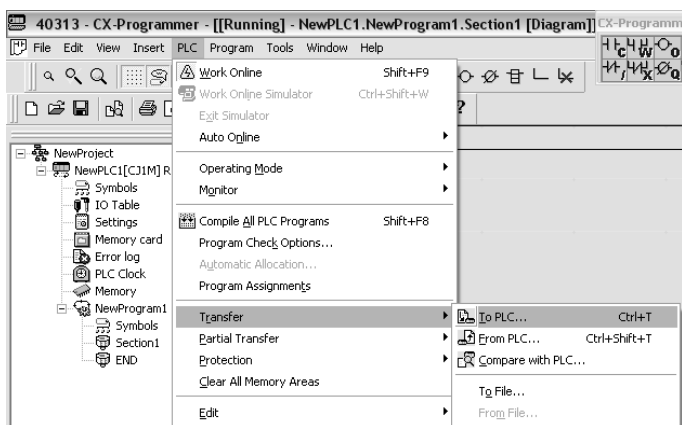 40313 - CX-Programmer - [[Running] - NewPLC1.NewProgram1.Section1 [Diagram]]
CX-Programm
File Edit View Insert PLC Program Tools Window Help
Work Online Shift+F9
Work Online Simulator Ctrl+Shift+W
Exit Simulator
Auto Online
Operating Mode
Monitor
Compile All PLC Programs Shift+F8
Program Check Options...
Automatic Allocation...
Program Assignments
Transfer
Partial Transfer
Protection
Clear All Memory Areas
Edit
To PLC... Ctrl+T
From PLC... Ctrl+Shift+T
Compare with PLC...
To File...
From File...
NewProject
NewPLC1[CJ1M] R
Symbols
IO Table
Settings
Memory card
Error log
PLC Clock
Memory
NewProgram1
Symbols
Section1
END